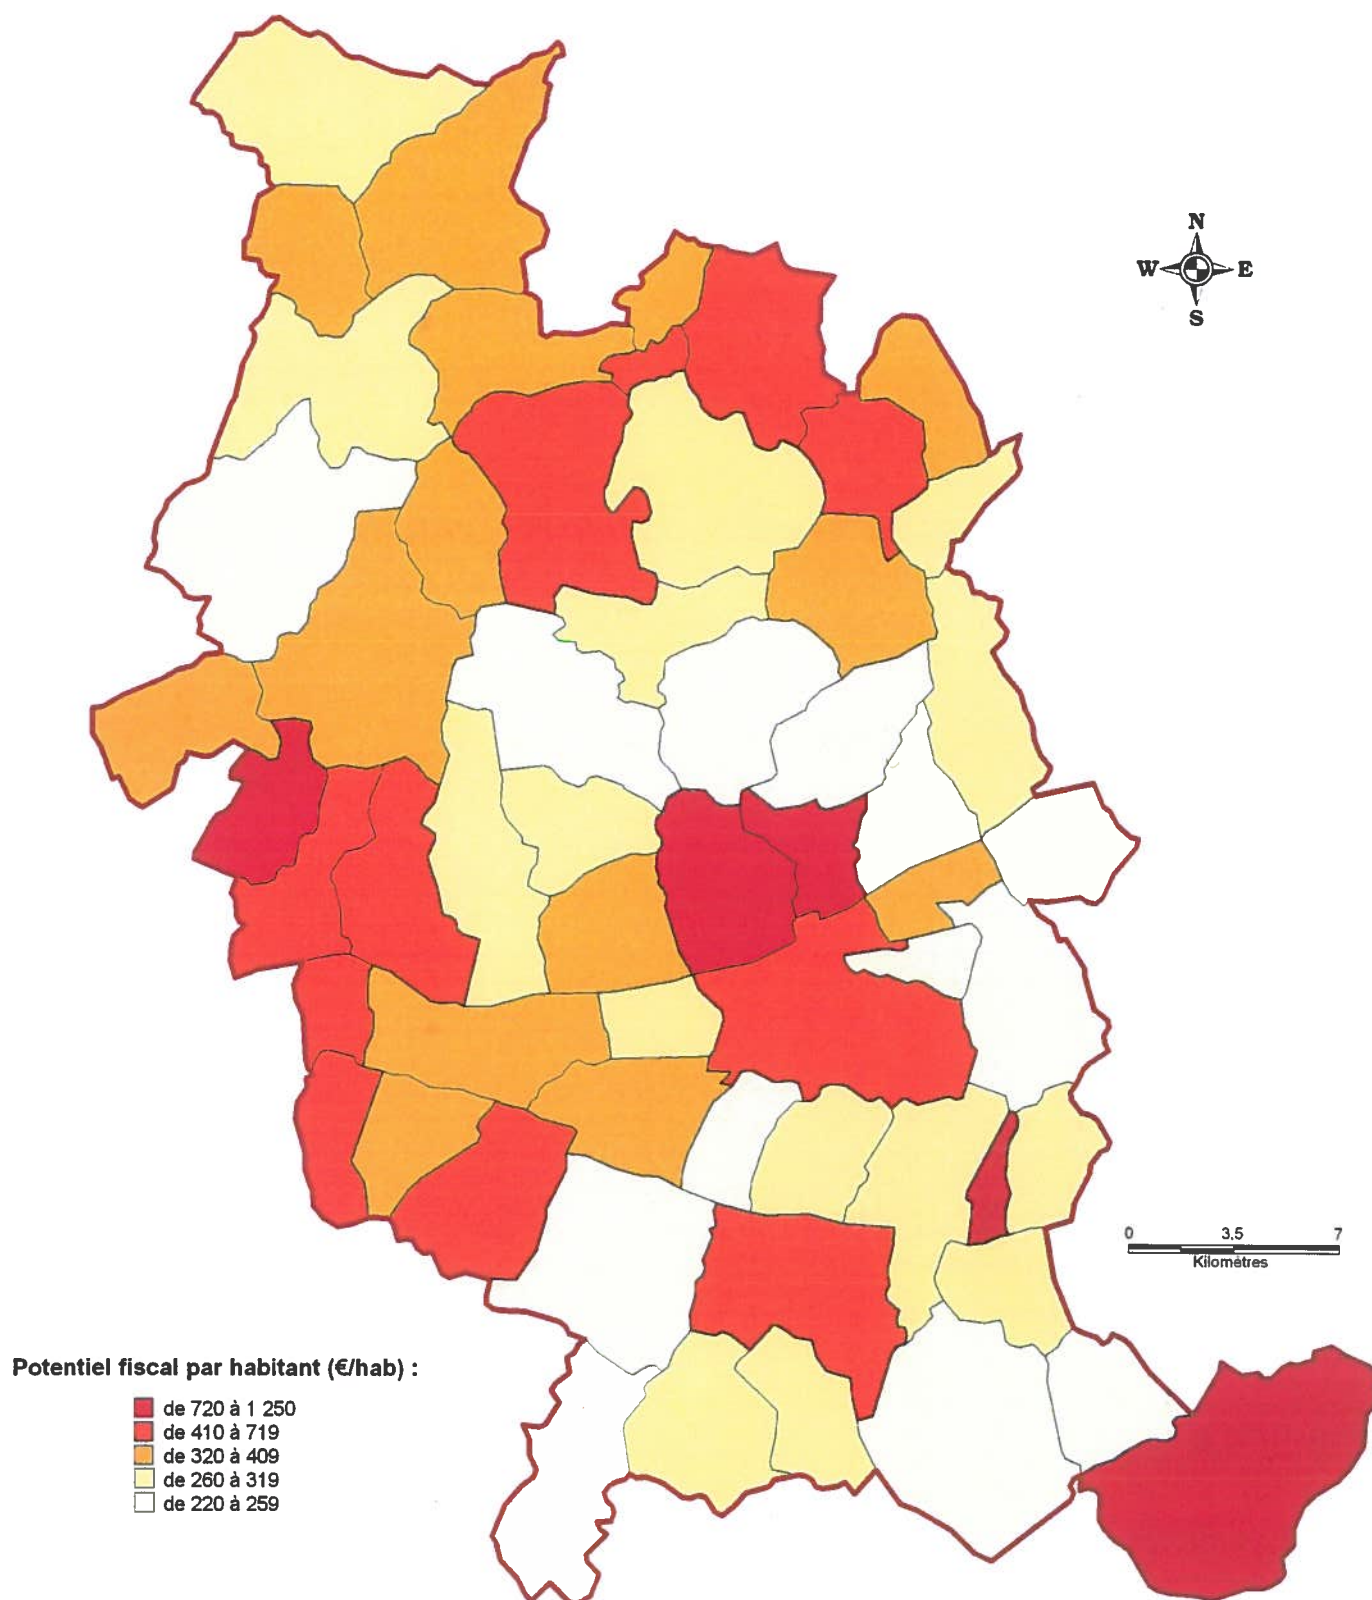 N
W E
S
0 3,5 7
Kilomètres
Potentiel fiscal par habitant (€/hab) :
de 720 à 1 250
de 410 à 719
de 320 à 409
de 260 à 319
de 220 à 259